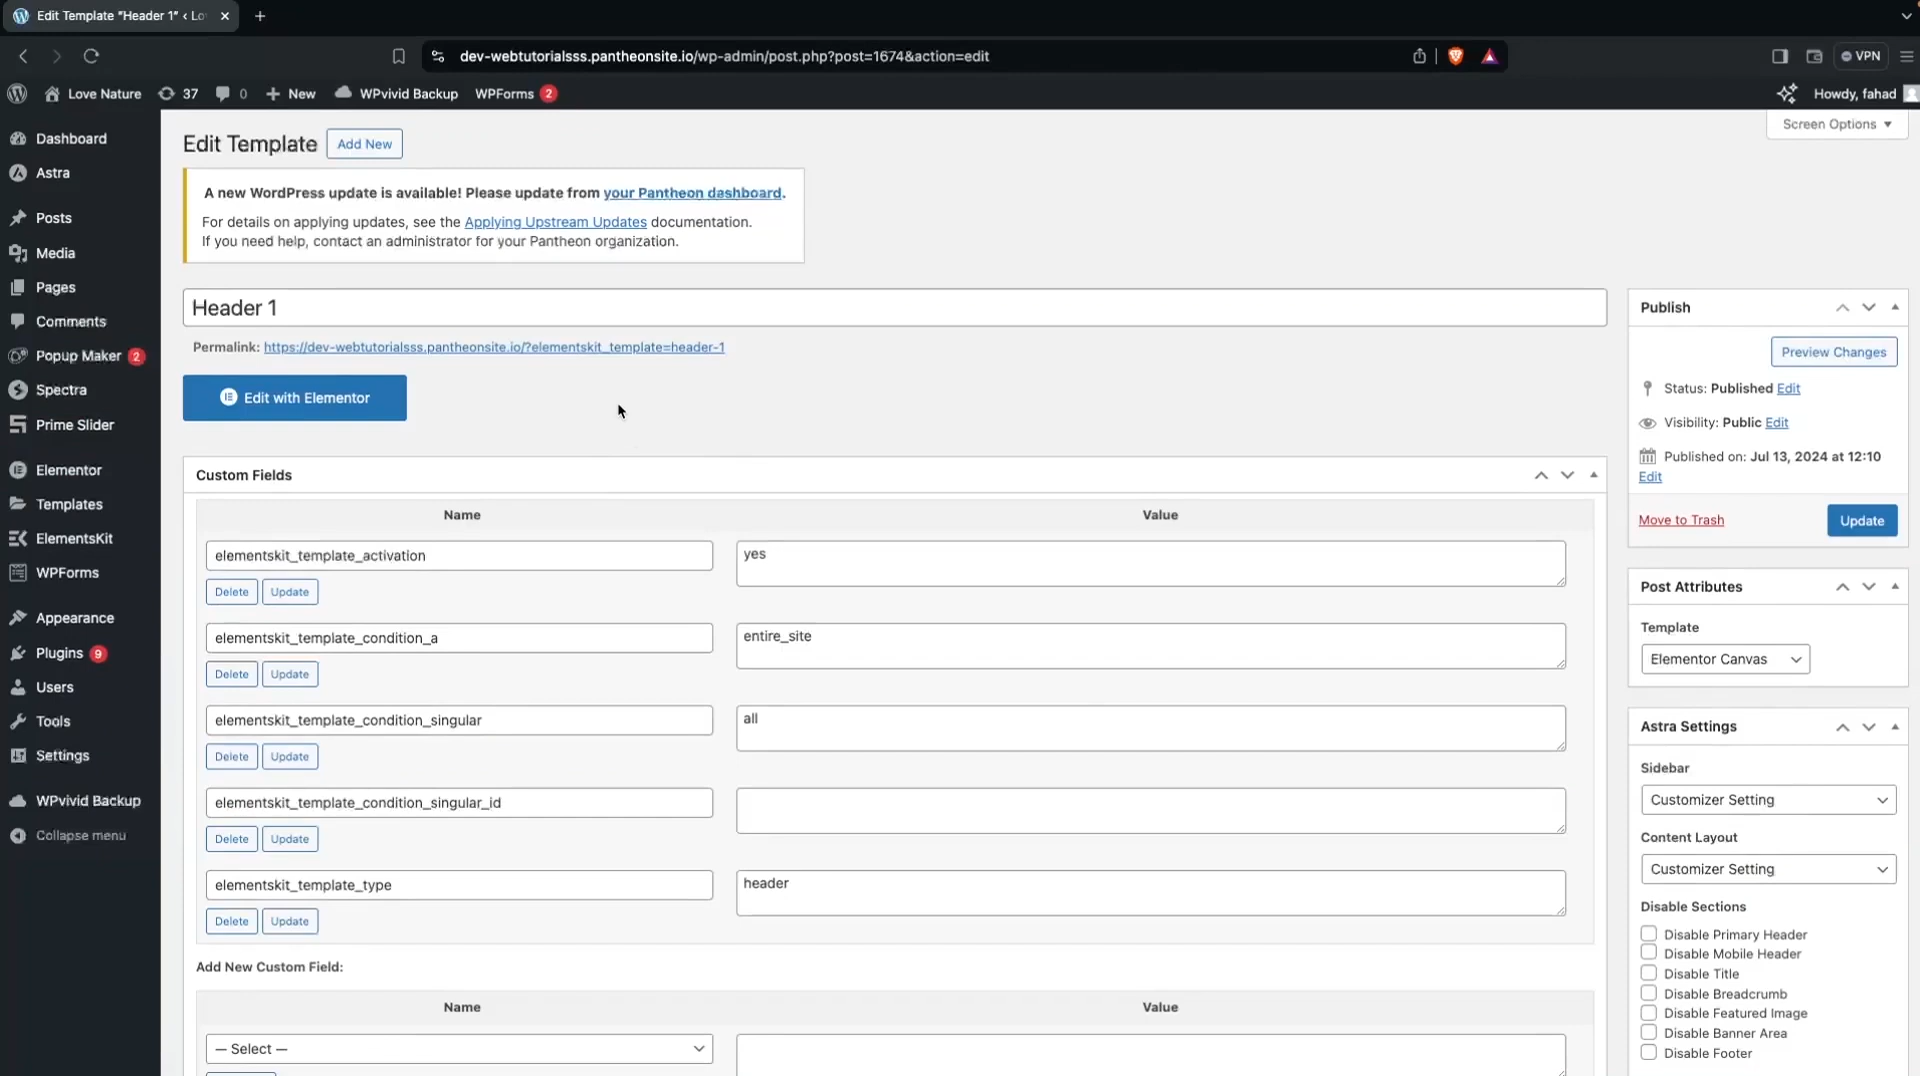 Edit Template "Header 1" ‹ Lo
dev-webtutorialsss.pantheonsite.io/wp-admin/post.php?post=1674&action=edit
VPN
Love Nature
37
0
New
WPvivid Backup
WPForms 2
Howdy, fahad
Screen Options
Dashboard
Astra
Posts
Media
Pages
Comments
Popup Maker 2
Spectra
Prime Slider
Elementor
Templates
ElementsKit
WPForms
Appearance
Plugins 9
Users
Tools
Settings
WPvivid Backup
Collapse menu
Edit Template
Add New
A new WordPress update is available! Please update from your Pantheon dashboard.
For details on applying updates, see the Applying Upstream Updates documentation.
If you need help, contact an administrator for your Pantheon organization.
Header 1
Permalink: https://dev-webtutorialsss.pantheonsite.io/?elementskit_template=header-1
Edit with Elementor
Custom Fields
Name Value
elementskit_template_activation yes
Delete Update
elementskit_template_condition_a entire_site
Delete Update
elementskit_template_condition_singular all
Delete Update
elementskit_template_condition_singular_id
Delete Update
elementskit_template_type header
Delete Update
Add New Custom Field:
Name Value
— Select —
Publish
Preview Changes
Status: Published Edit
Visibility: Public Edit
Published on: Jul 13, 2024 at 12:10
Edit
Move to Trash
Update
Post Attributes
Template
Elementor Canvas
Astra Settings
Sidebar
Customizer Setting
Content Layout
Customizer Setting
Disable Sections
Disable Primary Header
Disable Mobile Header
Disable Title
Disable Breadcrumb
Disable Featured Image
Disable Banner Area
Disable Footer